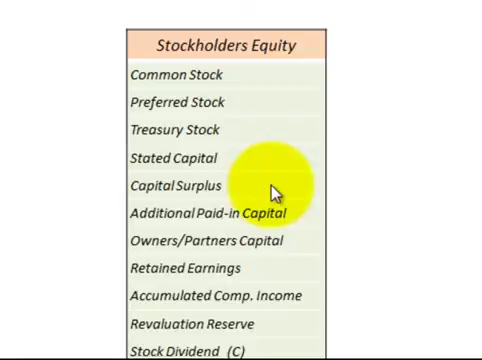 Stockholders Equity
Common Stock
Preferred Stock
Treasury Stock
Stated Capital
Capital Surplus
Additional Paid-in Capital
Owners/Partners Capital
Retained Earnings
Accumulated Comp. Income
Revaluation Reserve
Stock Dividend (C)